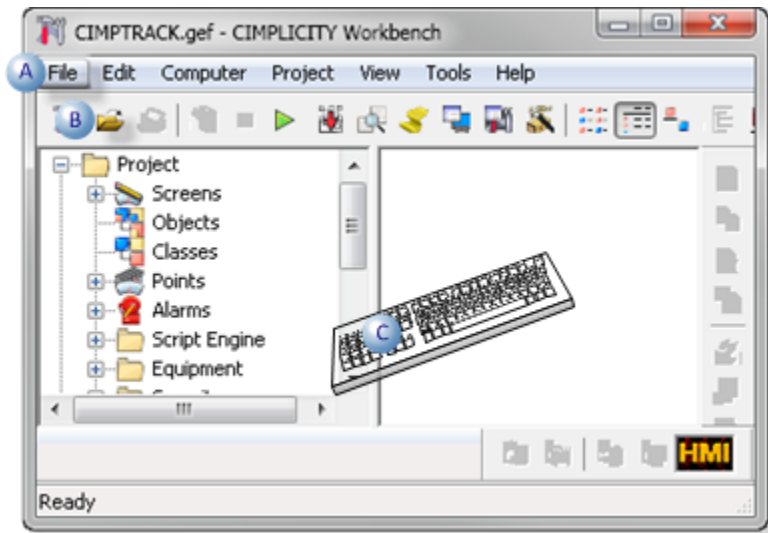 CIMPTRACK.gef - CIMPLICITY Workbench
A File Edit Computer Project View Tools Help
B
Project
Screens
Objects
Classes
Points
Alarms
C
Script Engine
Equipment
HMI
Ready